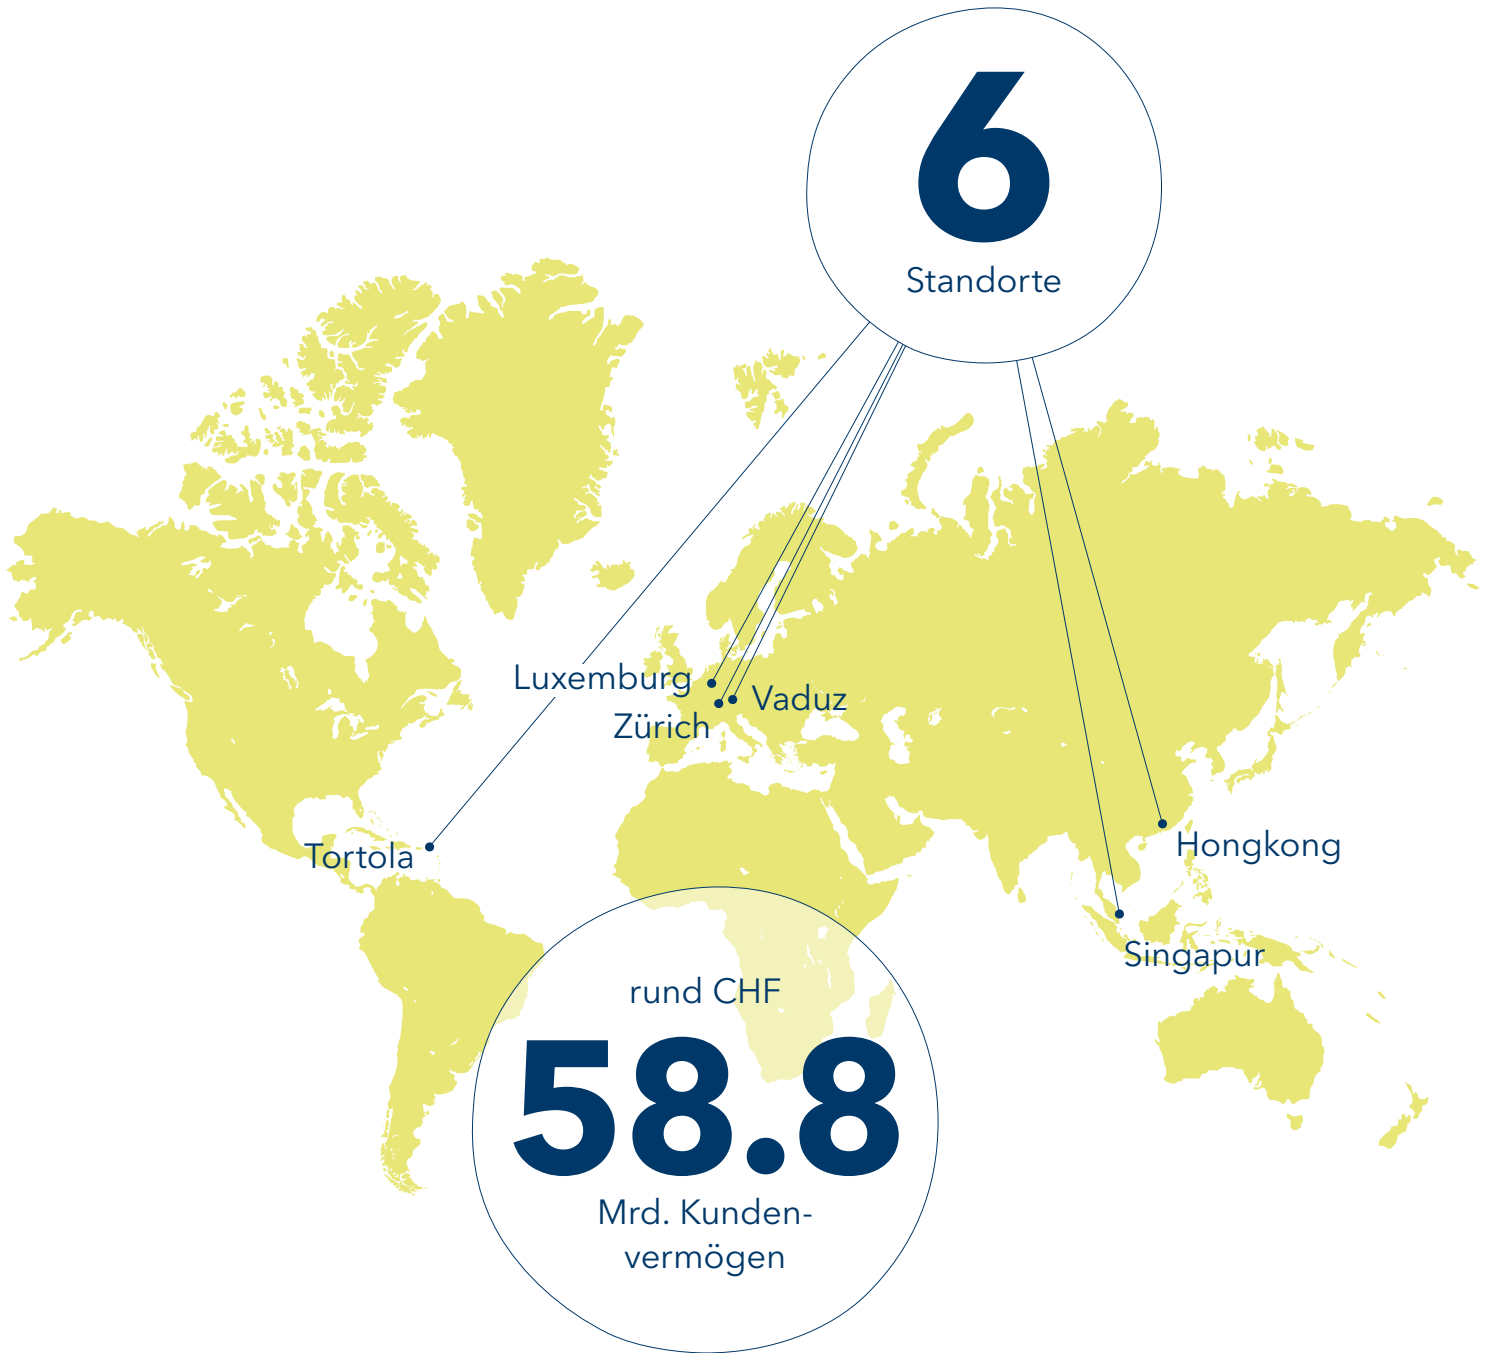 6
Standorte
Luxemburg
Vaduz
Zürich
Tortola
Hongkong
Singapur
rund CHF
58.8
Mrd. Kunden-
vermögen